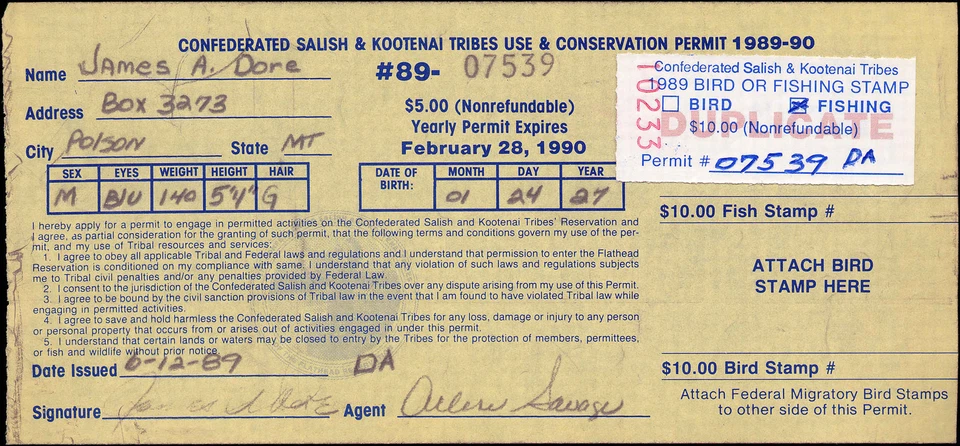 CONFEDERATED SALISH & KOOTENAI TRIBES USE & CONSERVATION PERMIT 1989-90
Name James A. Dore
#89- 07539
Address Box 3273
$5.00 (Nonrefundable)
Yearly Permit Expires
February 28, 1990
City Polson State MT
SEX EYES WEIGHT HEIGHT HAIR
M Blu 140 5'4" G
DATE OF BIRTH: MONTH DAY YEAR
01 24 27
10233
Confederated Salish & Kootenai Tribes
1989 BIRD OR FISHING STAMP
BIRD FISHING
DUPLICATE
$10.00 (Nonrefundable)
Permit # 07539 DA
I hereby apply for a permit to engage in permitted activities on the Confederated Salish and Kootenai Tribes' Reservation and
I agree, as partial consideration for the granting of such permit, that the following terms and conditions govern my use of the per-
mit, and my use of Tribal resources and services:
1. I agree to obey all applicable Tribal and Federal laws and regulations and I understand that permission to enter the Flathead
Reservation is conditioned on my compliance with same. I understand that any violation of such laws and regulations subjects
me to Tribal civil penalties and/or any penalties provided by Federal Law.
2. I consent to the jurisdiction of the Confederated Salish and Kootenai Tribes over any dispute arising from my use of this Permit.
3. I agree to be bound by the civil sanction provisions of Tribal law in the event that I am found to have violated Tribal law while
engaging in permitted activities.
4. I agree to save and hold harmless the Confederated Salish and Kootenai Tribes for any loss, damage or injury to any person
or personal property that occurs from or arises out of activities engaged in under this permit.
5. I understand that certain lands or waters may be closed to entry by the Tribes for the protection of members, permittees,
or fish and wildlife without prior notice.
Date Issued 6-12-89 DA
Signature James A Dore Agent Arlene Savage
$10.00 Fish Stamp #
ATTACH BIRD
STAMP HERE
$10.00 Bird Stamp #
Attach Federal Migratory Bird Stamps
to other side of this Permit.